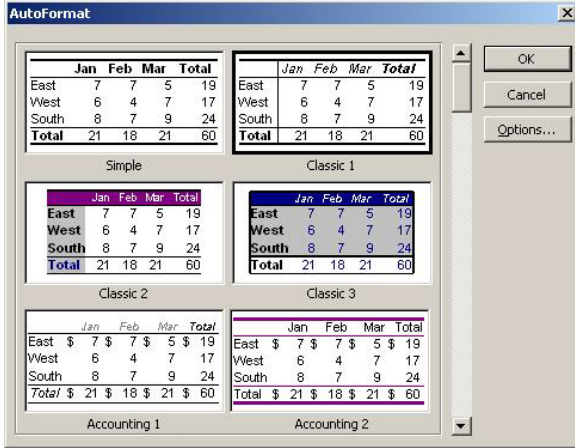 AutoFormat
Jan Feb Mar Total
East 7 7 5 19
West 6 4 7 17
South 8 7 9 24
Total 21 18 21 60
Simple
Jan Feb Mar Total
East 7 7 5 19
West 6 4 7 17
South 8 7 9 24
Total 21 18 21 60
Classic 1
Jan Feb Mar Total
East 7 7 5 19
West 6 4 7 17
South 8 7 9 24
Total 21 18 21 60
Classic 2
Jan Feb Mar Total
East 7 7 5 19
West 6 4 7 17
South 8 7 9 24
Total 21 18 21 60
Classic 3
Jan Feb Mar Total
East $ 7 $ 7 $ 5 $ 19
West 6 4 7 17
South 8 7 9 24
Total $ 21 $ 18 $ 21 $ 60
Accounting 1
Jan Feb Mar Total
East $ 7 $ 7 $ 5 $ 19
West 6 4 7 17
South 8 7 9 24
Total $ 21 $ 18 $ 21 $ 60
Accounting 2
OK
Cancel
Options...